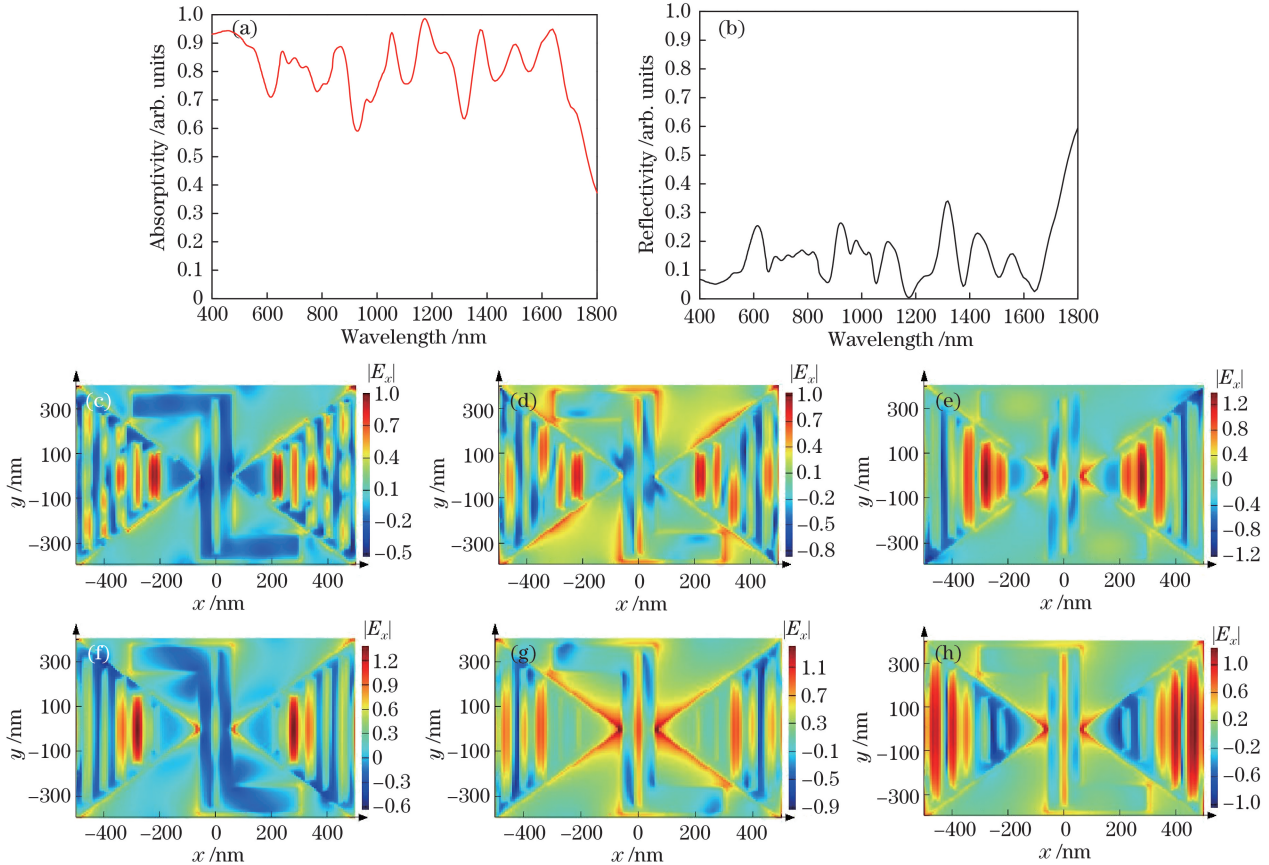 (a)
Absorptivity /arb. units
1.0
0.9
0.8
0.7
0.6
0.5
0.4
0.3
0.2
0.1
0
400 600 800 1000 1200 1400 1600 1800
Wavelength /nm
(b)
Reflectivity /arb. units
1.0
0.9
0.8
0.7
0.6
0.5
0.4
0.3
0.2
0.1
0
400 600 800 1000 1200 1400 1600 1800
Wavelength /nm
(c)
|Ex|
1.0
0.7
0.4
0.1
−0.2
−0.5
y /nm
300
100
−100
−300
−400 −200 0 200 400
x /nm
(d)
|Ex|
1.0
0.7
0.4
0.1
−0.2
−0.5
−0.8
y /nm
300
100
−100
−300
−400 −200 0 200 400
x /nm
(e)
|Ex|
1.2
0.8
0.4
0
−0.4
−0.8
−1.2
y /nm
300
100
−100
−300
−400 −200 0 200 400
x /nm
(f)
|Ex|
1.2
0.9
0.6
0.3
0
−0.3
−0.6
y /nm
300
100
−100
−300
−400 −200 0 200 400
x /nm
(g)
|Ex|
1.1
0.7
0.3
−0.1
−0.5
−0.9
y /nm
300
100
−100
−300
−400 −200 0 200 400
x /nm
(h)
|Ex|
1.0
0.6
0.2
−0.2
−0.6
−1.0
y /nm
300
100
−100
−300
−400 −200 0 200 400
x /nm